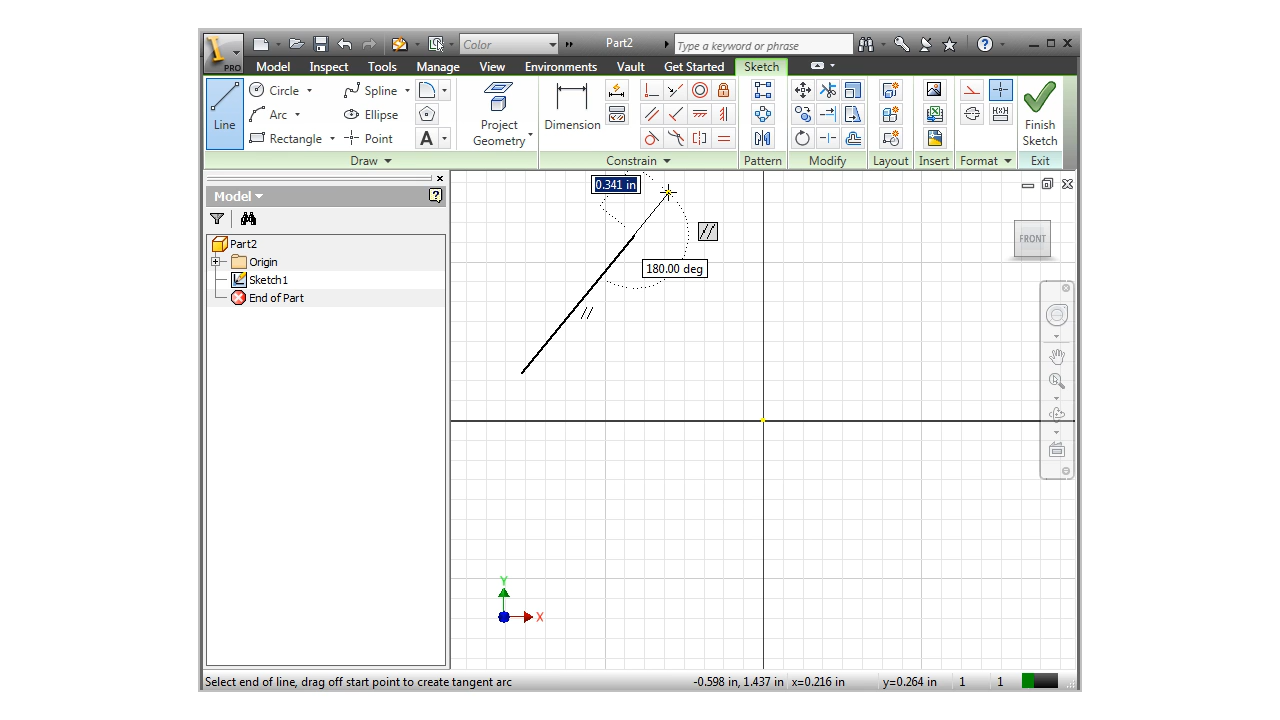 PRO
Color
Part2
Type a keyword or phrase
Model Inspect Tools Manage View Environments Vault Get Started Sketch
Line
Circle
Arc
Rectangle
Spline
Ellipse
Point
A
Project
Geometry
Dimension
Finish
Sketch
Draw Constrain Pattern Modify Layout Insert Format Exit
Model
Part2
Origin
Sketch1
End of Part
0.341 in
180.00 deg
FRONT
Y
X
Select end of line, drag off start point to create tangent arc
-0.598 in, 1.437 in x=0.216 in y=0.264 in 1 1